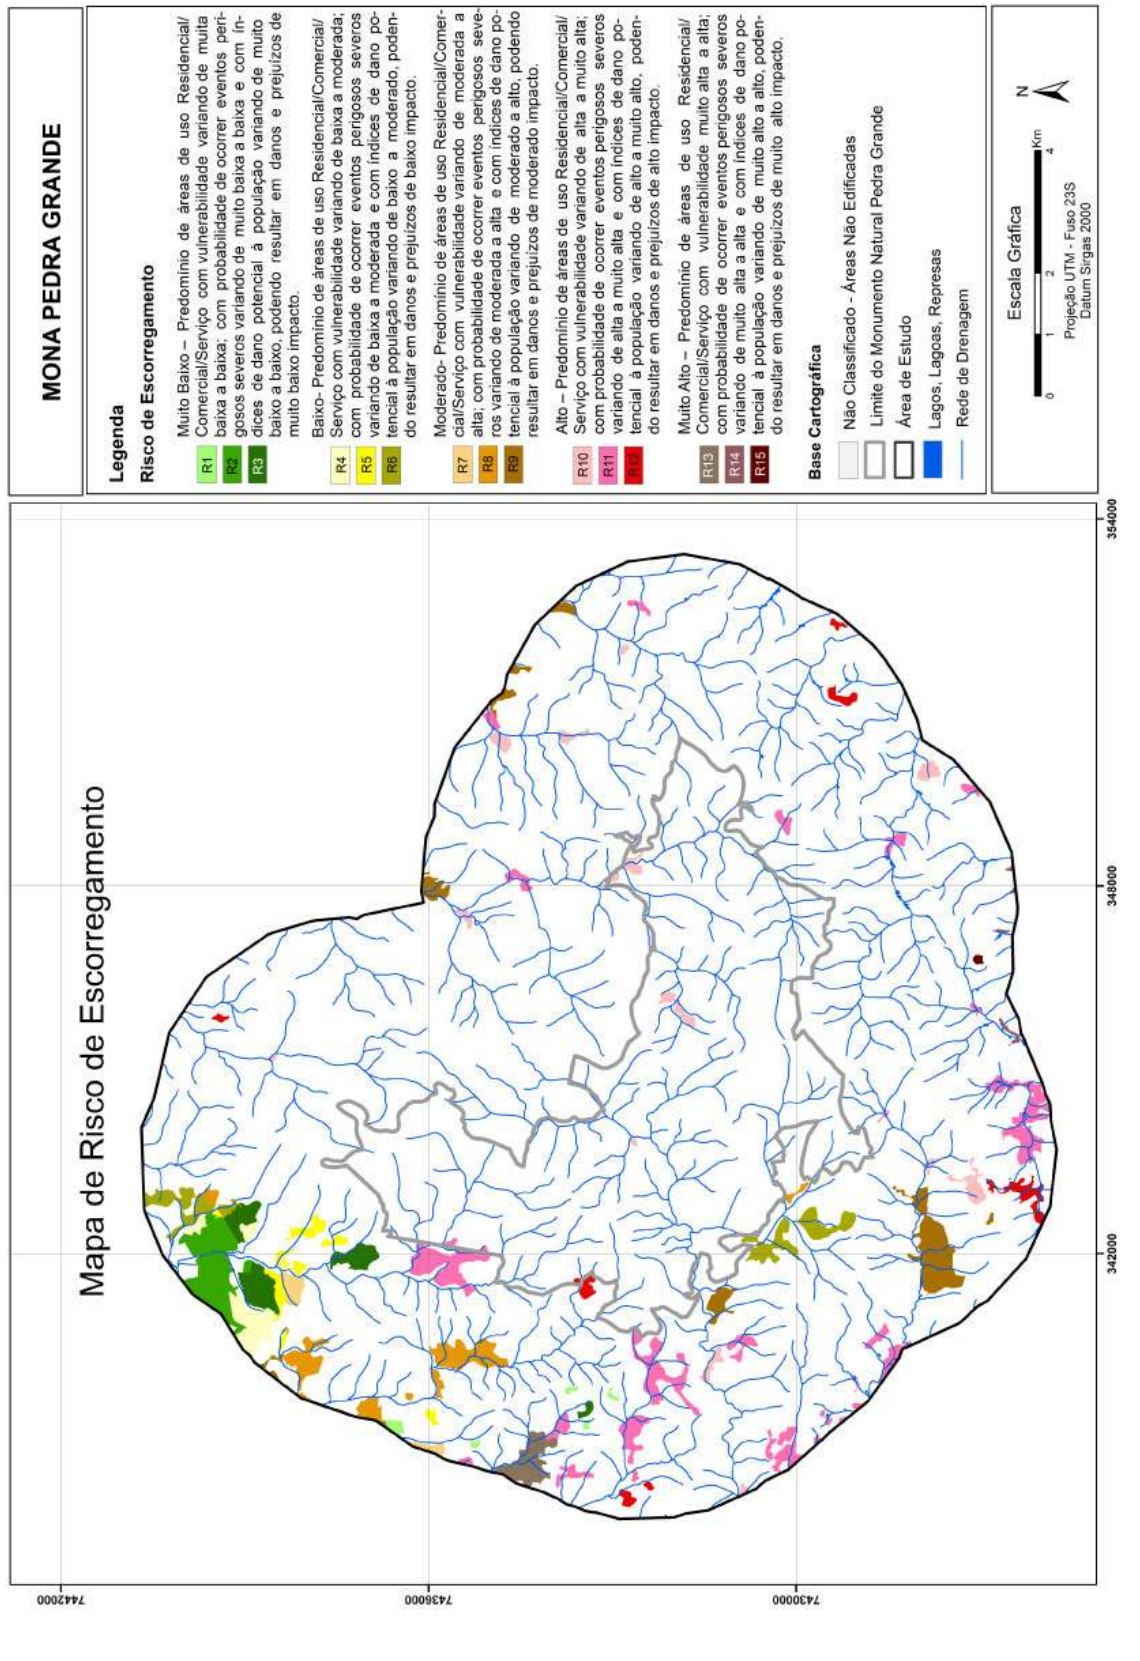 Mapa de Risco de Escorregamento
7442000
7436000
7430000
342000
348000
354000
MONA PEDRA GRANDE
Legenda
Risco de Escorregamento
R1
R2
R3
Muito Baixo – Predomínio de áreas de uso Residencial/
Comercial/Serviço com vulnerabilidade variando de muita
baixa a baixa; com probabilidade de ocorrer eventos peri-
gosos severos variando de muito baixa a baixa e com ín-
dices de dano potencial à população variando de muito
baixo a baixo, podendo resultar em danos e prejuízos de
muito baixo impacto.
R4
R5
R6
Baixo- Predomínio de áreas de uso Residencial/Comercial/
Serviço com vulnerabilidade variando de baixa a moderada;
com probabilidade de ocorrer eventos perigosos severos
variando de baixa a moderada e com índices de dano po-
tencial à população variando de baixo a moderado, poden-
do resultar em danos e prejuízos de baixo impacto.
R7
R8
R9
Moderado- Predomínio de áreas de uso Residencial/Comer-
cial/Serviço com vulnerabilidade variando de moderada a
alta; com probabilidade de ocorrer eventos perigosos seve-
ros variando de moderada a alta e com índices de dano po-
tencial à população variando de moderado a alto, podendo
resultar em danos e prejuízos de moderado impacto.
R10
R11
R12
Alto – Predomínio de áreas de uso Residencial/Comercial/
Serviço com vulnerabilidade variando de alta a muito alta;
com probabilidade de ocorrer eventos perigosos severos
variando de alta a muito alta e com índices de dano po-
tencial à população variando de alto a muito alto, poden-
do resultar em danos e prejuízos de alto impacto.
R13
R14
R15
Muito Alto – Predomínio de áreas de uso Residencial/
Comercial/Serviço com vulnerabilidade muito alta a alta;
com probabilidade de ocorrer eventos perigosos severos
variando de muito alta a alta e com índices de dano po-
tencial à população variando de muito alto a alto, poden-
do resultar em danos e prejuízos de muito alto impacto.
Base Cartográfica
Não Classificado - Áreas Não Edificadas
Limite do Monumento Natural Pedra Grande
Área de Estudo
Lagos, Lagoas, Represas
Rede de Drenagem
Escala Gráfica
N
Km
0 1 2 4
Projeção UTM - Fuso 23S
Datum Sirgas 2000